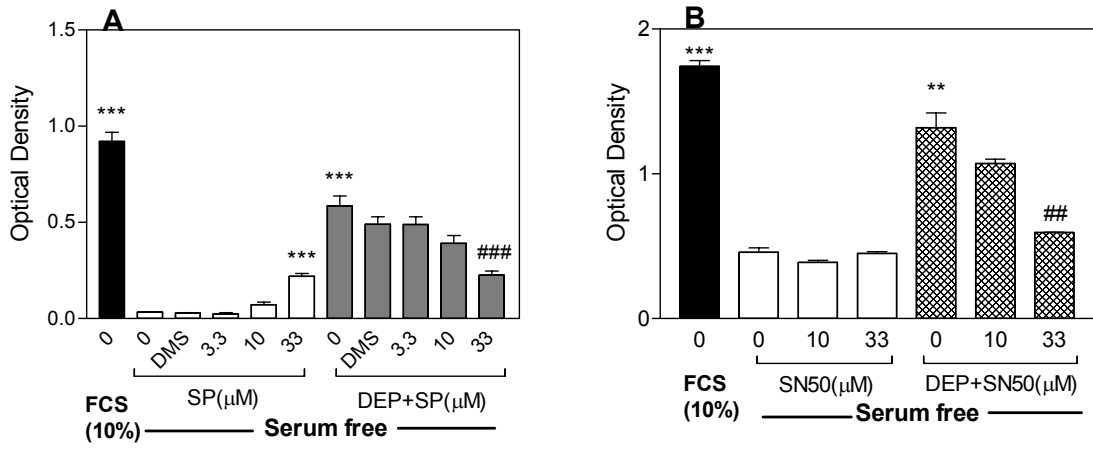 A
1.5
1.0
0.5
0.0
Optical Density
***
***
***
###
0 0 DMS 3.3 10 33 0 DMS 3.3 10 33
SP(μM) DEP+SP(μM)
FCS
(10%) Serum free
B
2
1
0
Optical Density
***
**
##
0 0 10 33 0 10 33
SN50(μM) DEP+SN50(μM)
FCS
(10%) Serum free